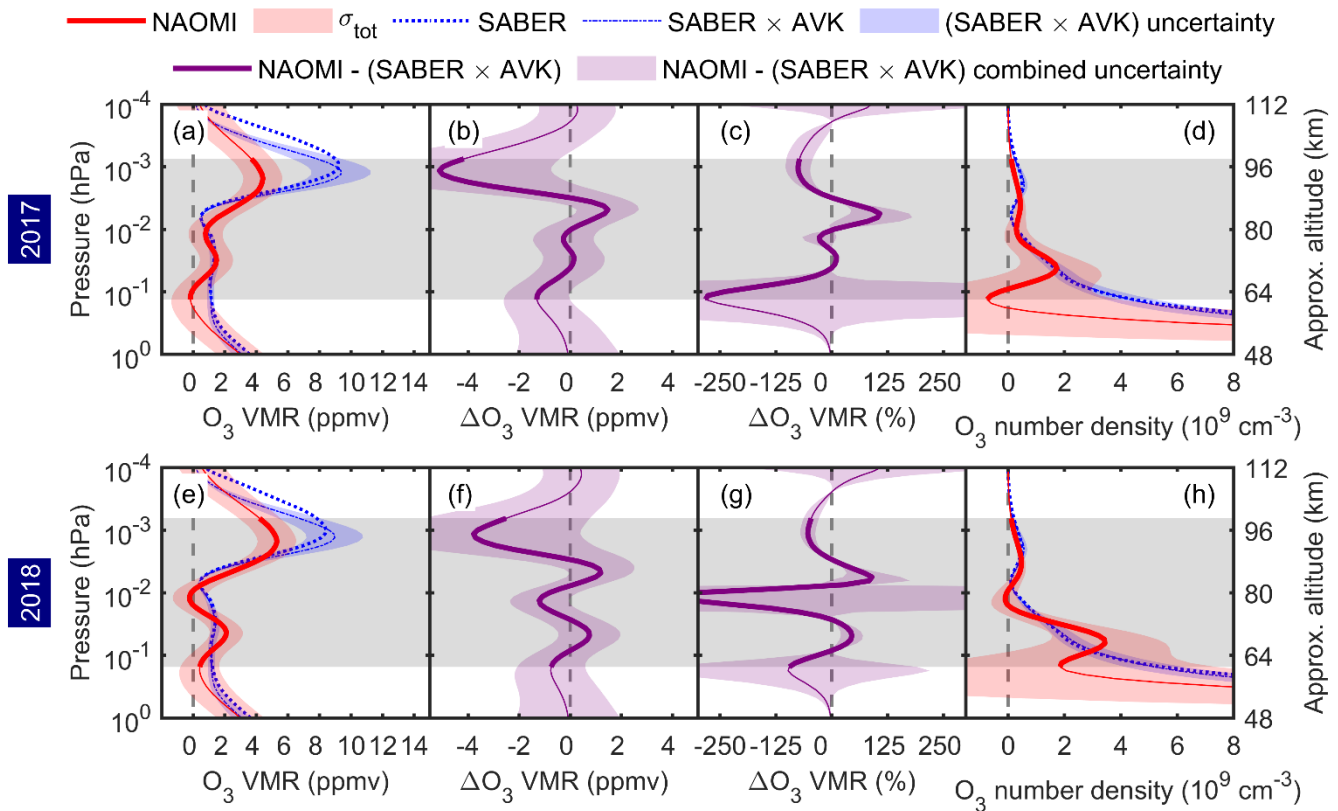 NAOMI σtot SABER SABER × AVK (SABER × AVK) uncertainty
NAOMI - (SABER × AVK) NAOMI - (SABER × AVK) combined uncertainty
2017
Pressure (hPa)
10⁻⁴
10⁻³
10⁻²
10⁻¹
10⁰
(a) (b) (c) (d)
112
96
80
64
48
Approx. altitude (km)
0 2 4 6 8 10 12 14
-4 -2 0 2 4
-250 -125 0 125 250
0 4 8
O₃ VMR (ppmv) ΔO₃ VMR (ppmv) ΔO₃ VMR (%) O₃ number density (10⁹ cm⁻³)
2018
Pressure (hPa)
10⁻⁴
10⁻³
10⁻²
10⁻¹
10⁰
(e) (f) (g) (h)
112
96
80
64
48
Approx. altitude (km)
0 2 4 6 8 10 12 14
-4 -2 0 2 4
-250 -125 0 125 250
0 2 4 6 8
O₃ VMR (ppmv) ΔO₃ VMR (ppmv) ΔO₃ VMR (%) O₃ number density (10⁹ cm⁻³)